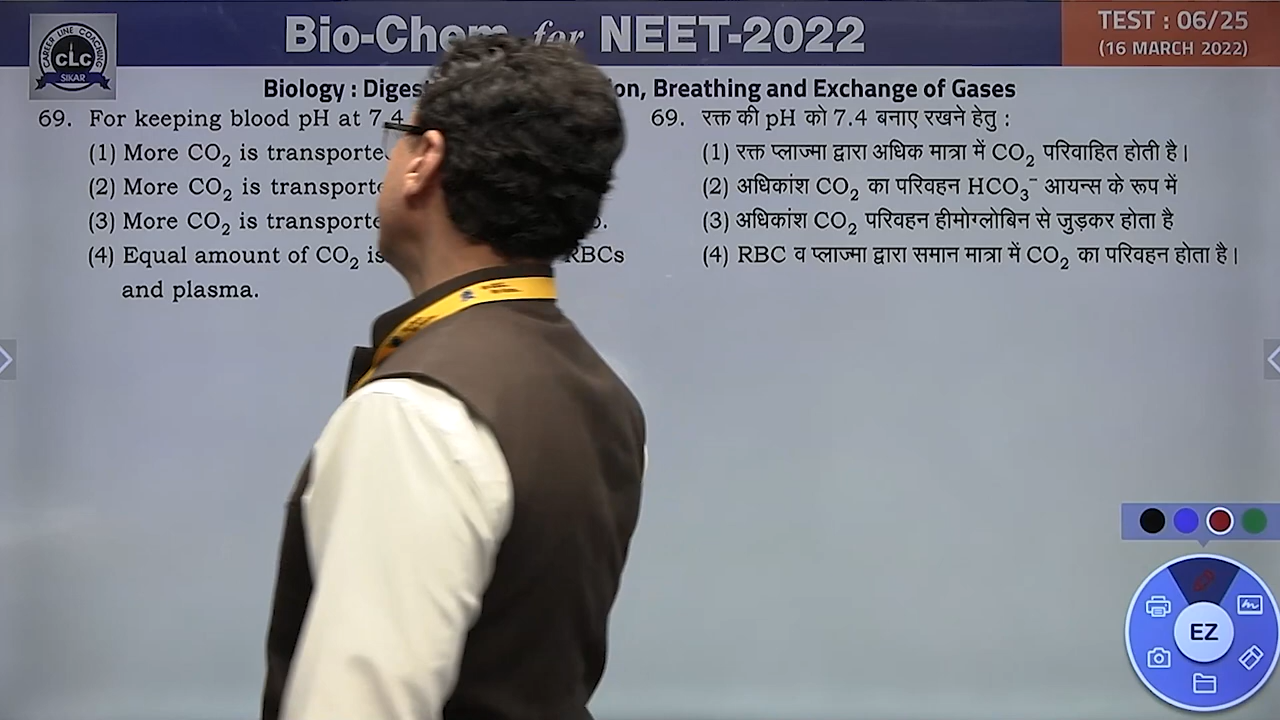 CAREER LINE COACHING
CLC
SIKAR
Bio-Chem for NEET-2022
TEST : 06/25
(16 MARCH 2022)
Biology : on, Breathing and Exchange of Gases
69. For keeping blood pH at 7.4
(1) More CO₂ is
(2) More CO₂ is
(3) More CO₂ is
(4) Equal amount of CO₂ is RBCs
and plasma.
69. रक्त की pH को 7.4 बनाए रखने हेतु :
(1) रक्त प्लाज्मा द्वारा अधिक मात्रा में CO₂ परिवाहित होती है।
(2) अधिकांश CO₂ का परिवहन HCO₃⁻ आयन्स के रूप में
(3) अधिकांश CO₂ परिवहन हीमोग्लोबिन से जुड़कर होता है
(4) RBC व प्लाज्मा द्वारा समान मात्रा में CO₂ का परिवहन होता है।
EZ